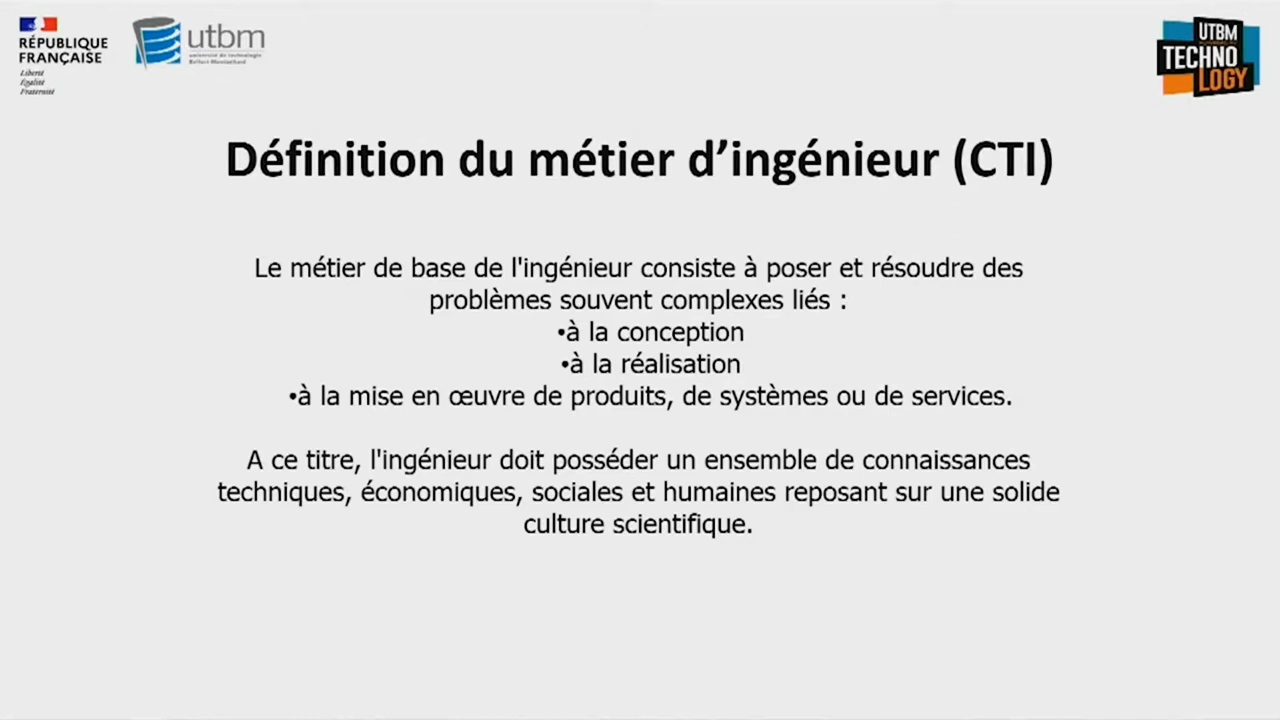 RÉPUBLIQUE
FRANÇAISE
Liberté
Égalité
Fraternité
utbm
université de technologie
Belfort-Montbéliard
UTBM
TECHNO
LOGY
Définition du métier d’ingénieur (CTI)
Le métier de base de l'ingénieur consiste à poser et résoudre des
problèmes souvent complexes liés :
•à la conception
•à la réalisation
•à la mise en œuvre de produits, de systèmes ou de services.
A ce titre, l'ingénieur doit posséder un ensemble de connaissances
techniques, économiques, sociales et humaines reposant sur une solide
culture scientifique.